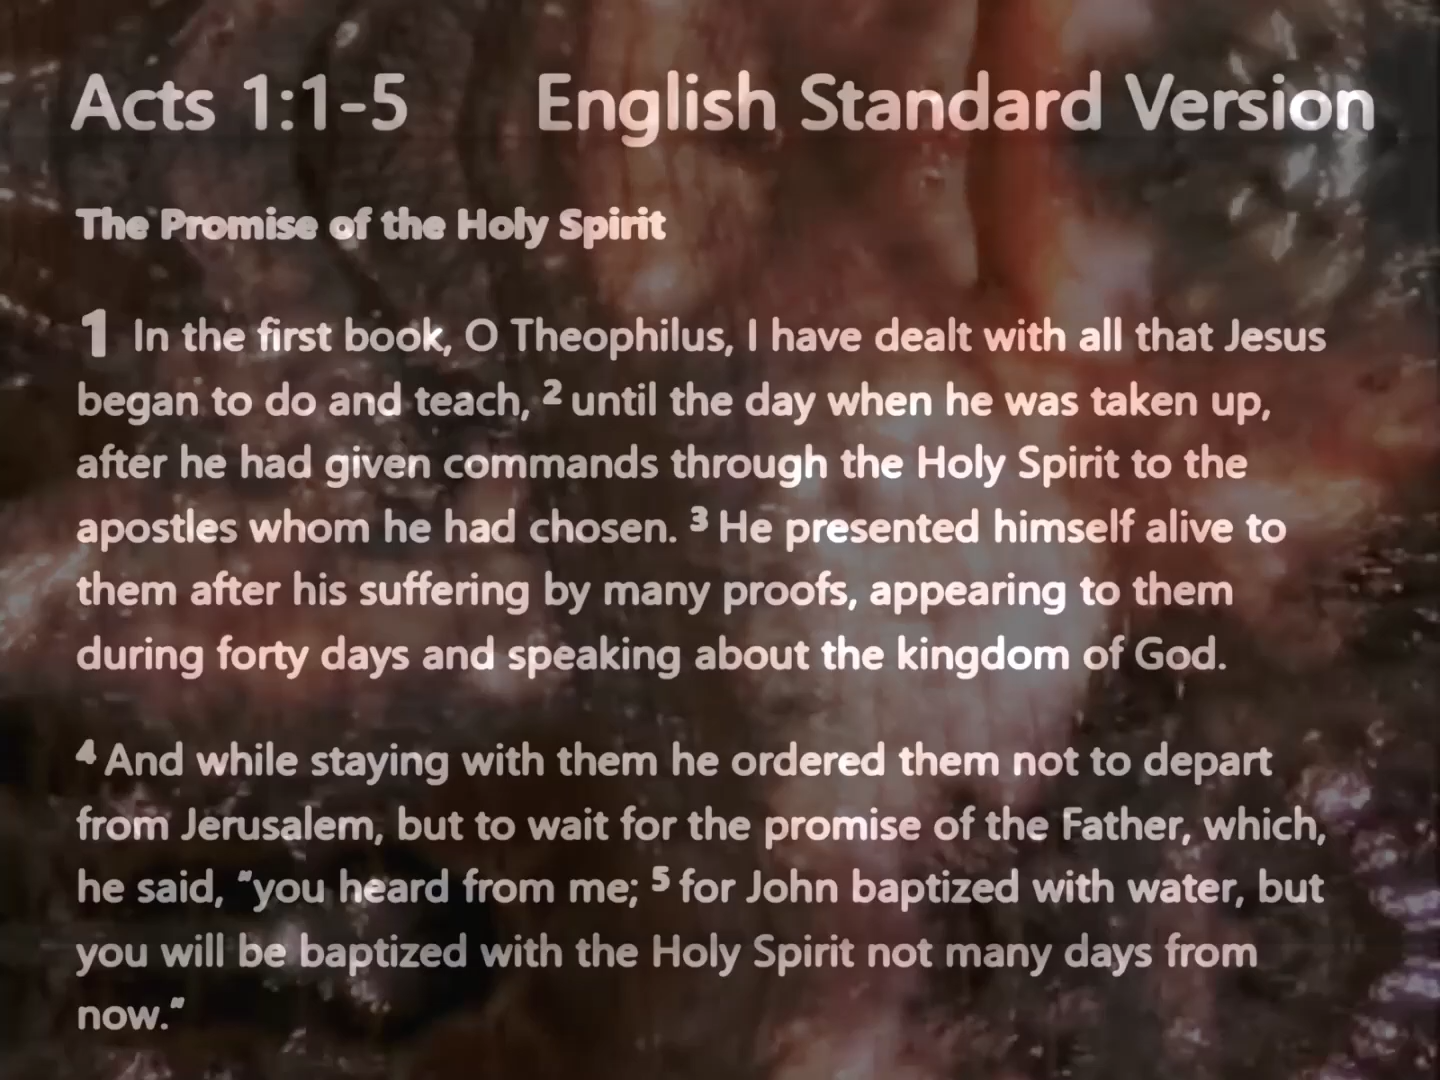 Acts 1:1-5 English Standard Version
The Promise of the Holy Spirit
1 In the first book, O Theophilus, I have dealt with all that Jesus
began to do and teach, 2 until the day when he was taken up,
after he had given commands through the Holy Spirit to the
apostles whom he had chosen. 3 He presented himself alive to
them after his suffering by many proofs, appearing to them
during forty days and speaking about the kingdom of God.
4 And while staying with them he ordered them not to depart
from Jerusalem, but to wait for the promise of the Father, which,
he said, “you heard from me; 5 for John baptized with water, but
you will be baptized with the Holy Spirit not many days from
now.”